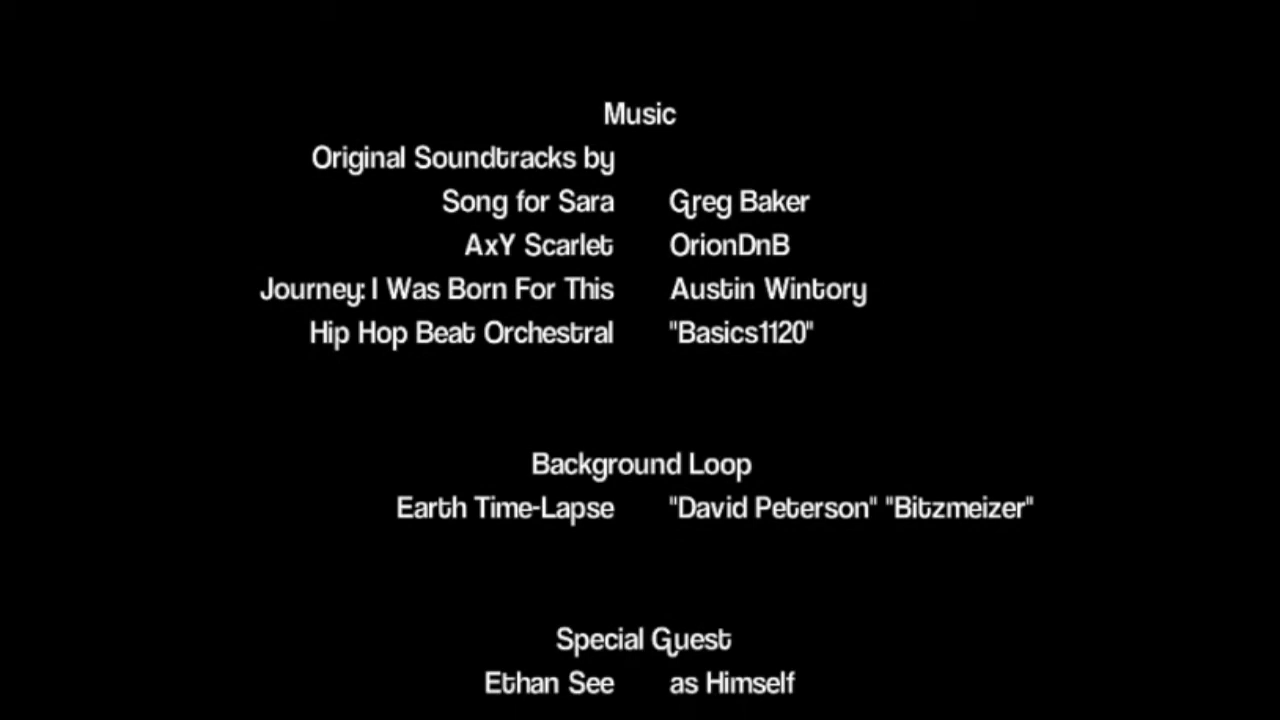 Music
Original Soundtracks by
Song for Sara Greg Baker
AxY Scarlet OrionDnB
Journey: I Was Born For This Austin Wintory
Hip Hop Beat Orchestral "Basics1120"
Background Loop
Earth Time-Lapse "David Peterson" "Bitzmeizer"
Special Guest
Ethan See as Himself